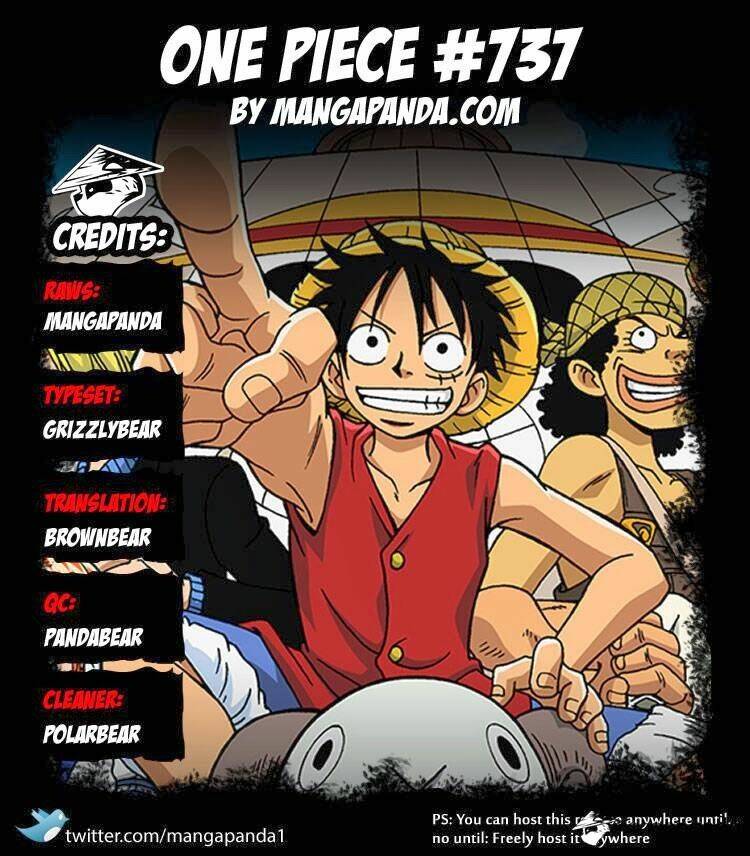 ONE PIECE #737
BY MANGAPANDA.COM
CREDITS:
RAWS:
MANGAPANDA
TYPESET:
GRIZZLYBEAR
TRANSLATION:
BROWNBEAR
QC:
PANDABEAR
CLEANER:
POLARBEAR
twitter.com/mangapanda1
PS: You can host this anywhere until
no until: Freely host it